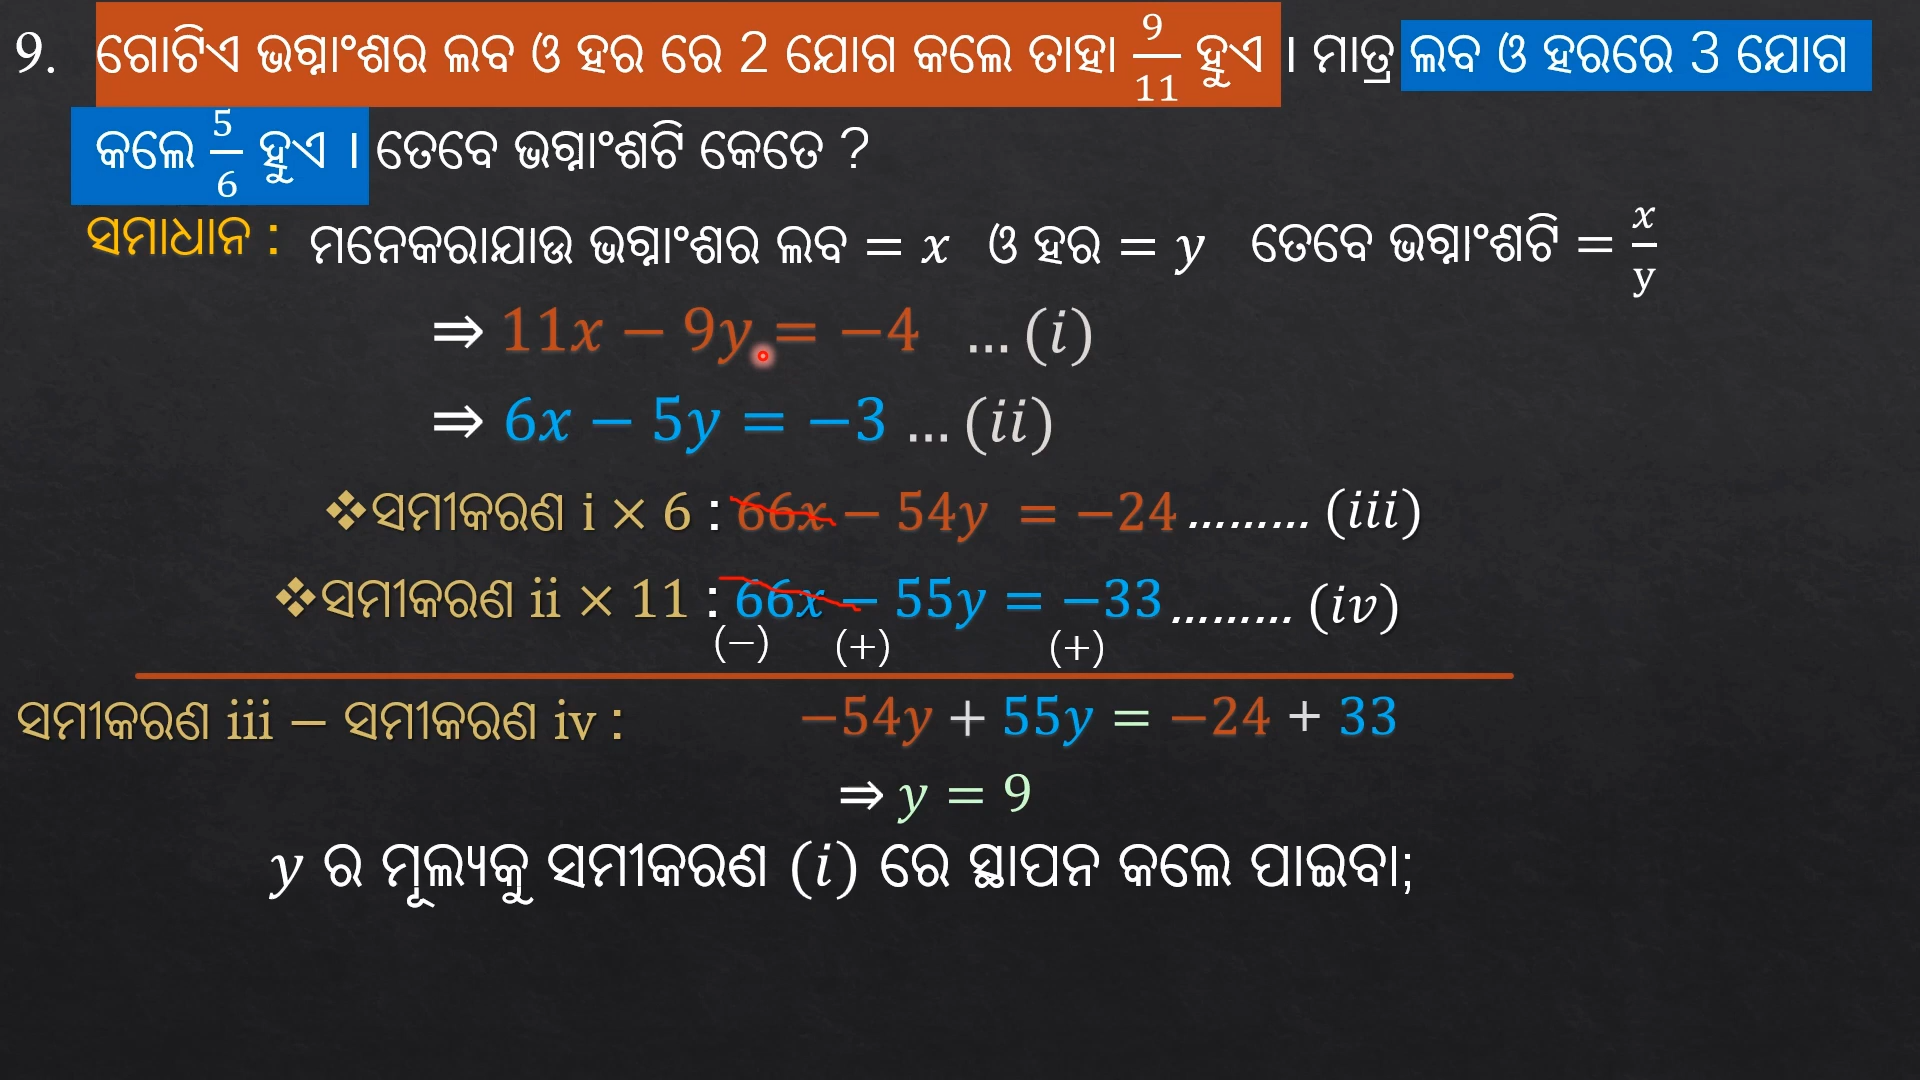 9. ଗୋଟିଏ ଭଗ୍ନାଂଶର ଲବ ଓ ହର ରେ 2 ଯୋଗ କଲେ ତାହା 9/11 ହୁଏ । ମାତ୍ର ଲବ ଓ ହରରେ 3 ଯୋଗ
କଲେ 5/6 ହୁଏ । ତେବେ ଭଗ୍ନାଂଶଟି କେତେ ?
ସମାଧାନ : ମନେକରାଯାଉ ଭଗ୍ନାଂଶର ଲବ = x ଓ ହର = y ତେବେ ଭଗ୍ନାଂଶଟି = x/y
⇒ 11x − 9y = −4 ... (i)
⇒ 6x − 5y = −3 ... (ii)
❖ସମୀକରଣ i × 6 : 66x − 54y = −24 ......... (iii)
❖ସମୀକରଣ ii × 11 : 66x − 55y = −33 ......... (iv)
(−) (+) (+)
ସମୀକରଣ iii − ସମୀକରଣ iv : −54y + 55y = −24 + 33
⇒ y = 9
y ର ମୂଲ୍ୟକୁ ସମୀକରଣ (i) ରେ ସ୍ଥାପନ କଲେ ପାଇବା;